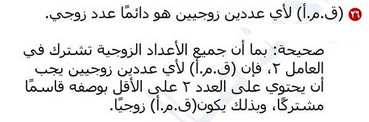 ٣٦ (ق.م.أ) لأي عددين زوجيين هو دائمًا عدد زوجي.
صحيحة: بما أن جميع الأعداد الزوجية تشترك في
العامل ٢، فإن (ق.م.أ) لأي عددين زوجيين يجب
أن يحتوي على العدد ٢ على الأقل بوصفه قاسمًا
مشتركًا، وبذلك يكون(ق.م.أ) زوجيًا.